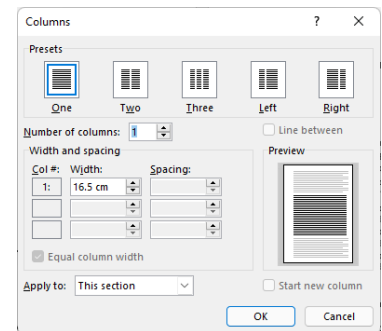 Columns ? ×
Presets
One Two Three Left Right
Number of columns: 1 Line between
Width and spacing Preview
Col #: Width: Spacing:
1: 16.5 cm
Equal column width
Apply to: This section Start new column
OK Cancel